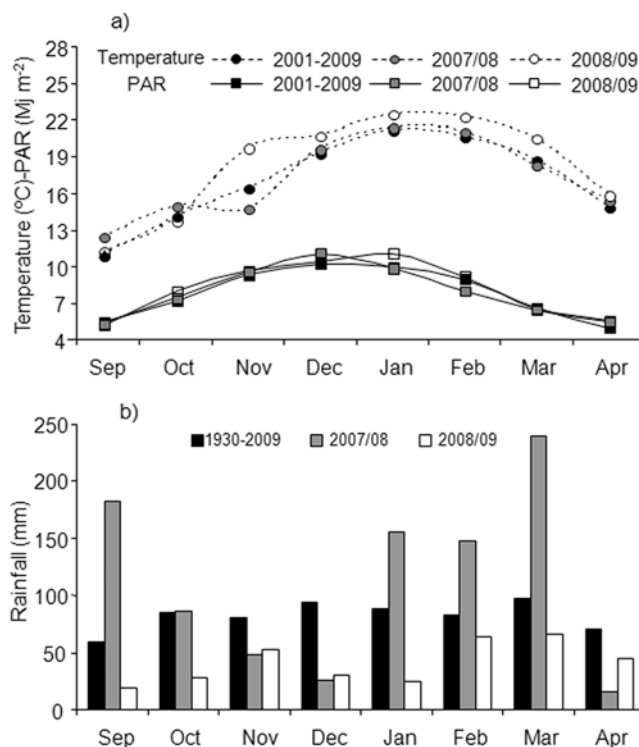 a)
Temperature 2001-2009 2007/08 2008/09
PAR 2001-2009 2007/08 2008/09
Temperature (ºC)-PAR (Mj m⁻²)
28
25
22
19
16
13
10
7
4
Sep Oct Nov Dec Jan Feb Mar Apr
b)
1930-2009 2007/08 2008/09
Rainfall (mm)
250
200
150
100
50
0
Sep Oct Nov Dec Jan Feb Mar Apr